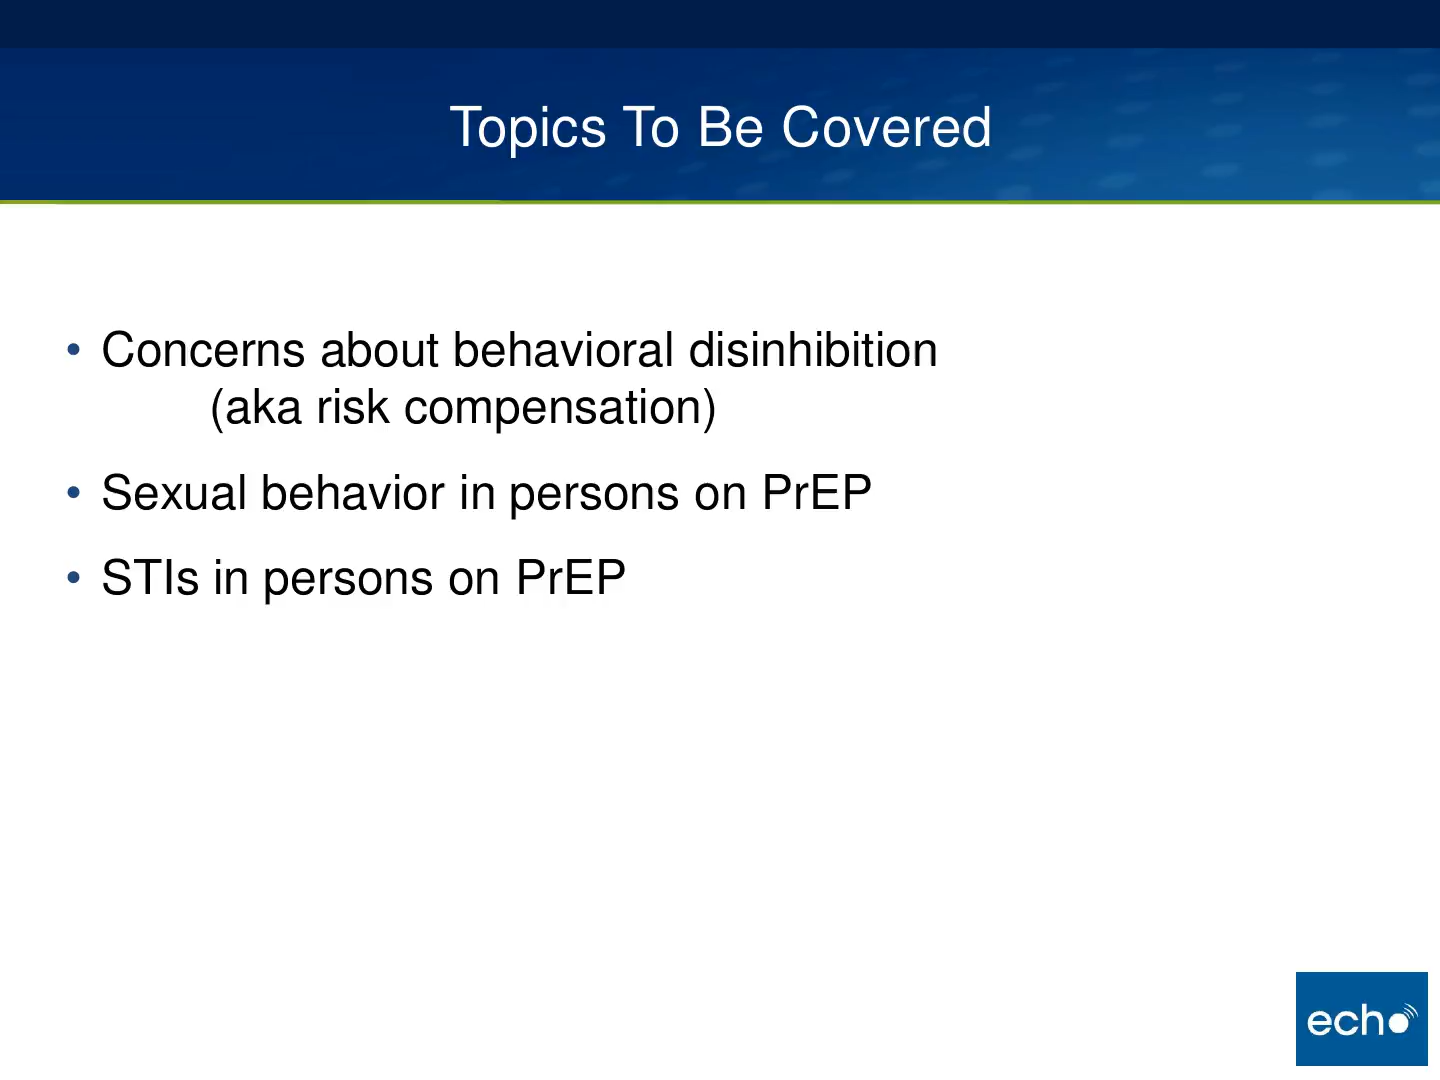 Topics To Be Covered
• Concerns about behavioral disinhibition
(aka risk compensation)
• Sexual behavior in persons on PrEP
• STIs in persons on PrEP
echo